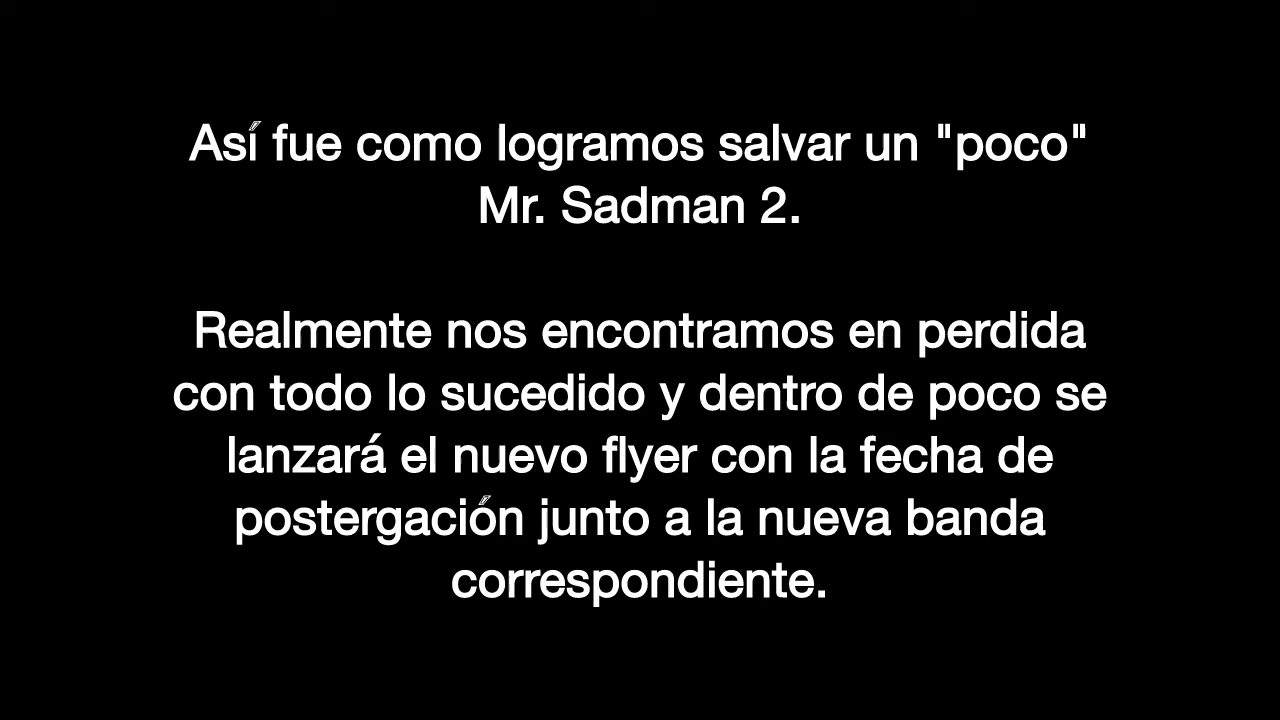 Así fue como logramos salvar un "poco"
Mr. Sadman 2.
Realmente nos encontramos en perdida
con todo lo sucedido y dentro de poco se
lanzará el nuevo flyer con la fecha de
postergación junto a la nueva banda
correspondiente.